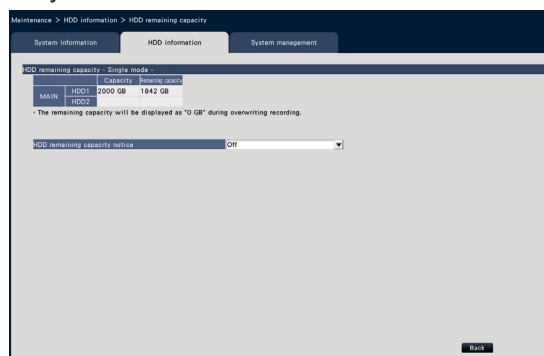 Maintenance > HDD information > HDD remaining capacity
System information HDD information System management
HDD remaining capacity - Single mode -
Capacity Remaining capacity
MAIN HDD1 2000 GB 1842 GB
HDD2
· The remaining capacity will be displayed as "0 GB" during overwriting recording.
HDD remaining capacity notice Off
Back